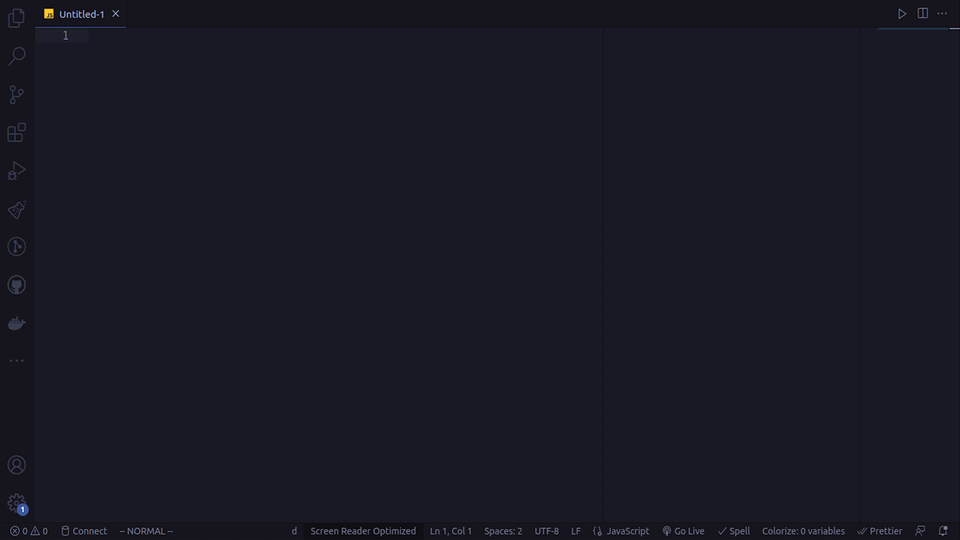 JS Untitled-1
1
1
0 0 Connect -- NORMAL -- d Screen Reader Optimized Ln 1, Col 1 Spaces: 2 UTF-8 LF {} JavaScript Go Live Spell Colorize: 0 variables Prettier